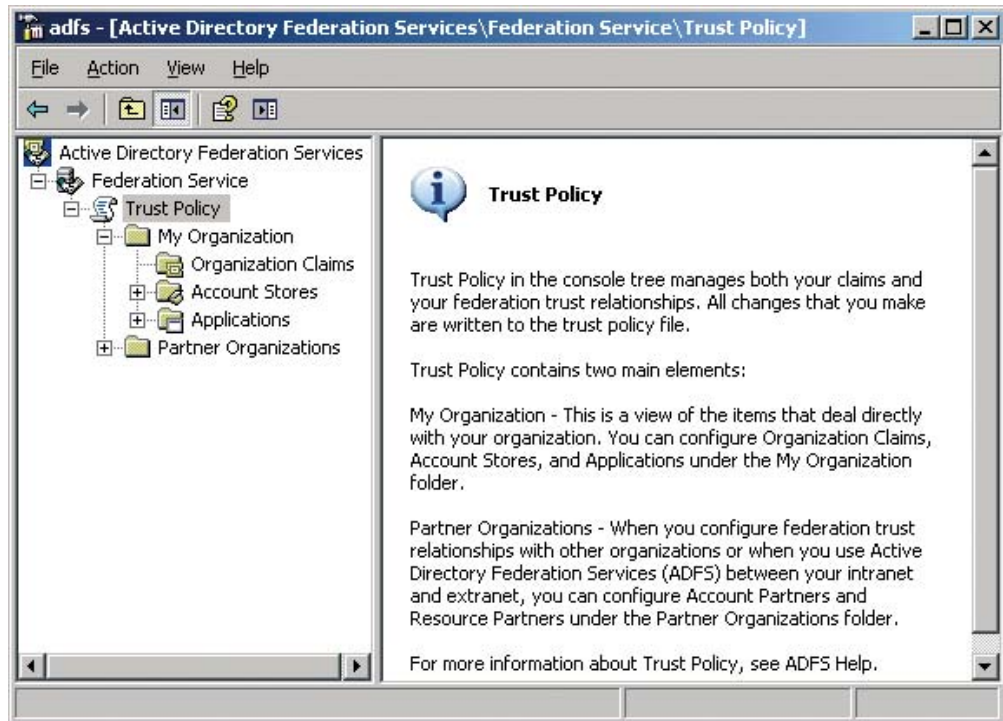 adfs - [Active Directory Federation Services\Federation Service\Trust Policy]
File Action View Help
Active Directory Federation Services
Federation Service
Trust Policy
My Organization
Organization Claims
Account Stores
Applications
Partner Organizations
Trust Policy
Trust Policy in the console tree manages both your claims and
your federation trust relationships. All changes that you make
are written to the trust policy file.
Trust Policy contains two main elements:
My Organization - This is a view of the items that deal directly
with your organization. You can configure Organization Claims,
Account Stores, and Applications under the My Organization
folder.
Partner Organizations - When you configure federation trust
relationships with other organizations or when you use Active
Directory Federation Services (ADFS) between your intranet
and extranet, you can configure Account Partners and
Resource Partners under the Partner Organizations folder.
For more information about Trust Policy, see ADFS Help.